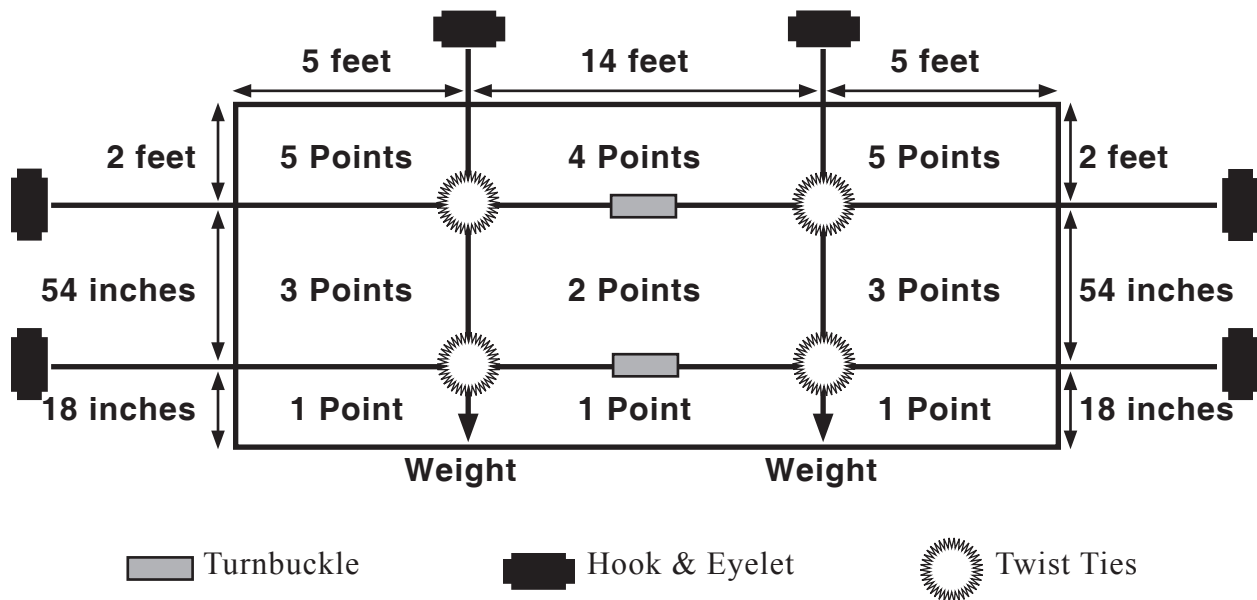 5 feet 14 feet 5 feet
2 feet 5 Points 4 Points 5 Points 2 feet
54 inches 3 Points 2 Points 3 Points 54 inches
18 inches 1 Point 1 Point 1 Point 18 inches
Weight Weight
Turnbuckle Hook & Eyelet Twist Ties